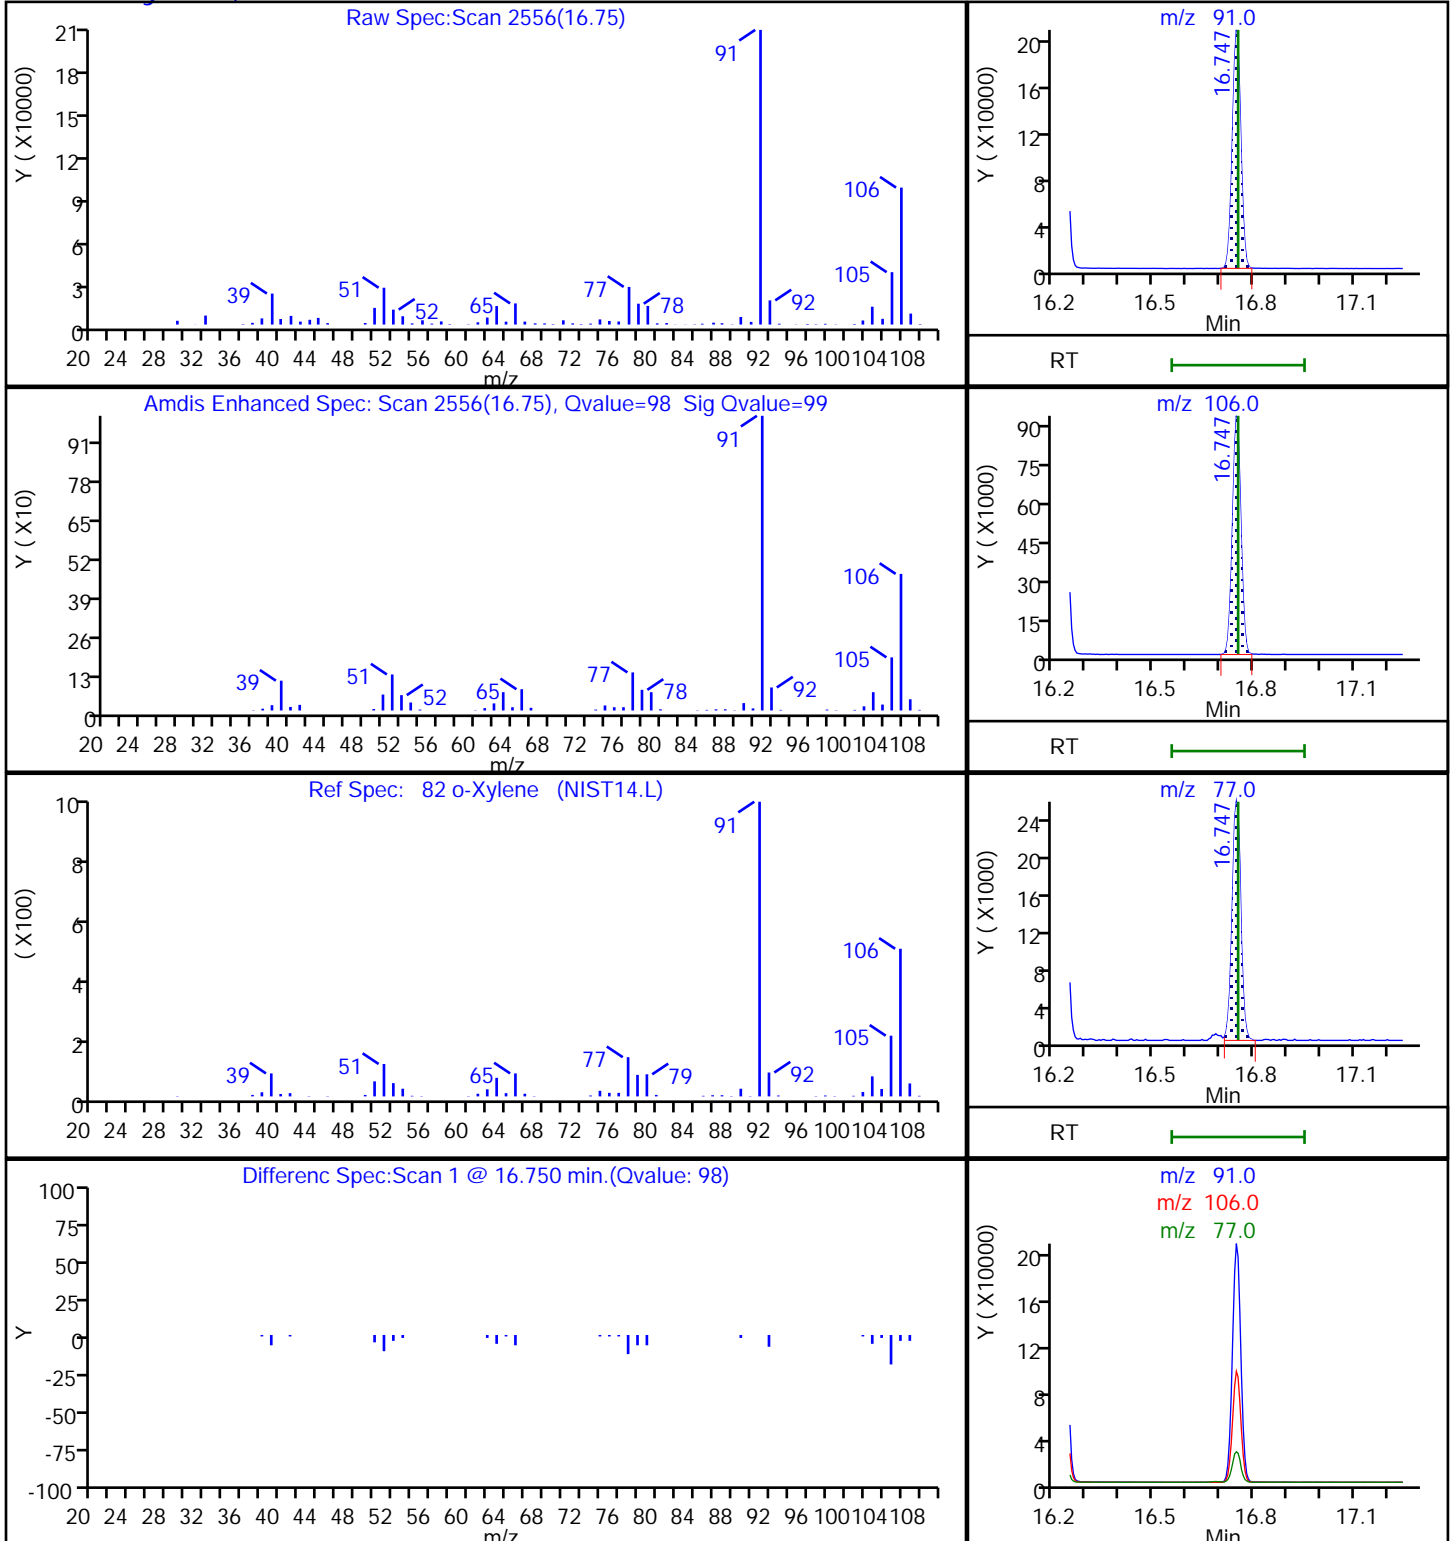 Raw Spec:Scan 2556(16.75)
Y ( X10000)
21
18
15
12
9
6
3
0
91
106
105
39
51
52
65
77
78
92
20 24 28 32 36 40 44 48 52 56 60 64 68 72 76 80 84 88 92 96 100 104 108
m/z
m/z 91.0
Y ( X10000)
20
16
12
8
4
0
16.747
16.2 16.5 16.8 17.1
Min
RT
Amdis Enhanced Spec: Scan 2556(16.75), Qvalue=98 Sig Qvalue=99
Y ( X10)
91
78
65
52
39
26
13
0
91
106
105
39
51
52
65
77
78
92
20 24 28 32 36 40 44 48 52 56 60 64 68 72 76 80 84 88 92 96 100 104 108
m/z
m/z 106.0
Y ( X1000)
90
75
60
45
30
15
0
16.747
16.2 16.5 16.8 17.1
Min
RT
Ref Spec: 82 o-Xylene (NIST14.L)
( X100)
10
8
6
4
2
0
91
106
105
39
51
65
77
79
92
20 24 28 32 36 40 44 48 52 56 60 64 68 72 76 80 84 88 92 96 100 104 108
m/z 77.0
Y ( X1000)
24
20
16
12
8
4
0
16.747
16.2 16.5 16.8 17.1
Min
RT
Differenc Spec:Scan 1 @ 16.750 min.(Qvalue: 98)
Y
100
75
50
25
0
-25
-50
-75
-100
20 24 28 32 36 40 44 48 52 56 60 64 68 72 76 80 84 88 92 96 100 104 108
m/z
m/z 91.0
m/z 106.0
m/z 77.0
Y ( X10000)
20
16
12
8
4
0
16.2 16.5 16.8 17.1
Min